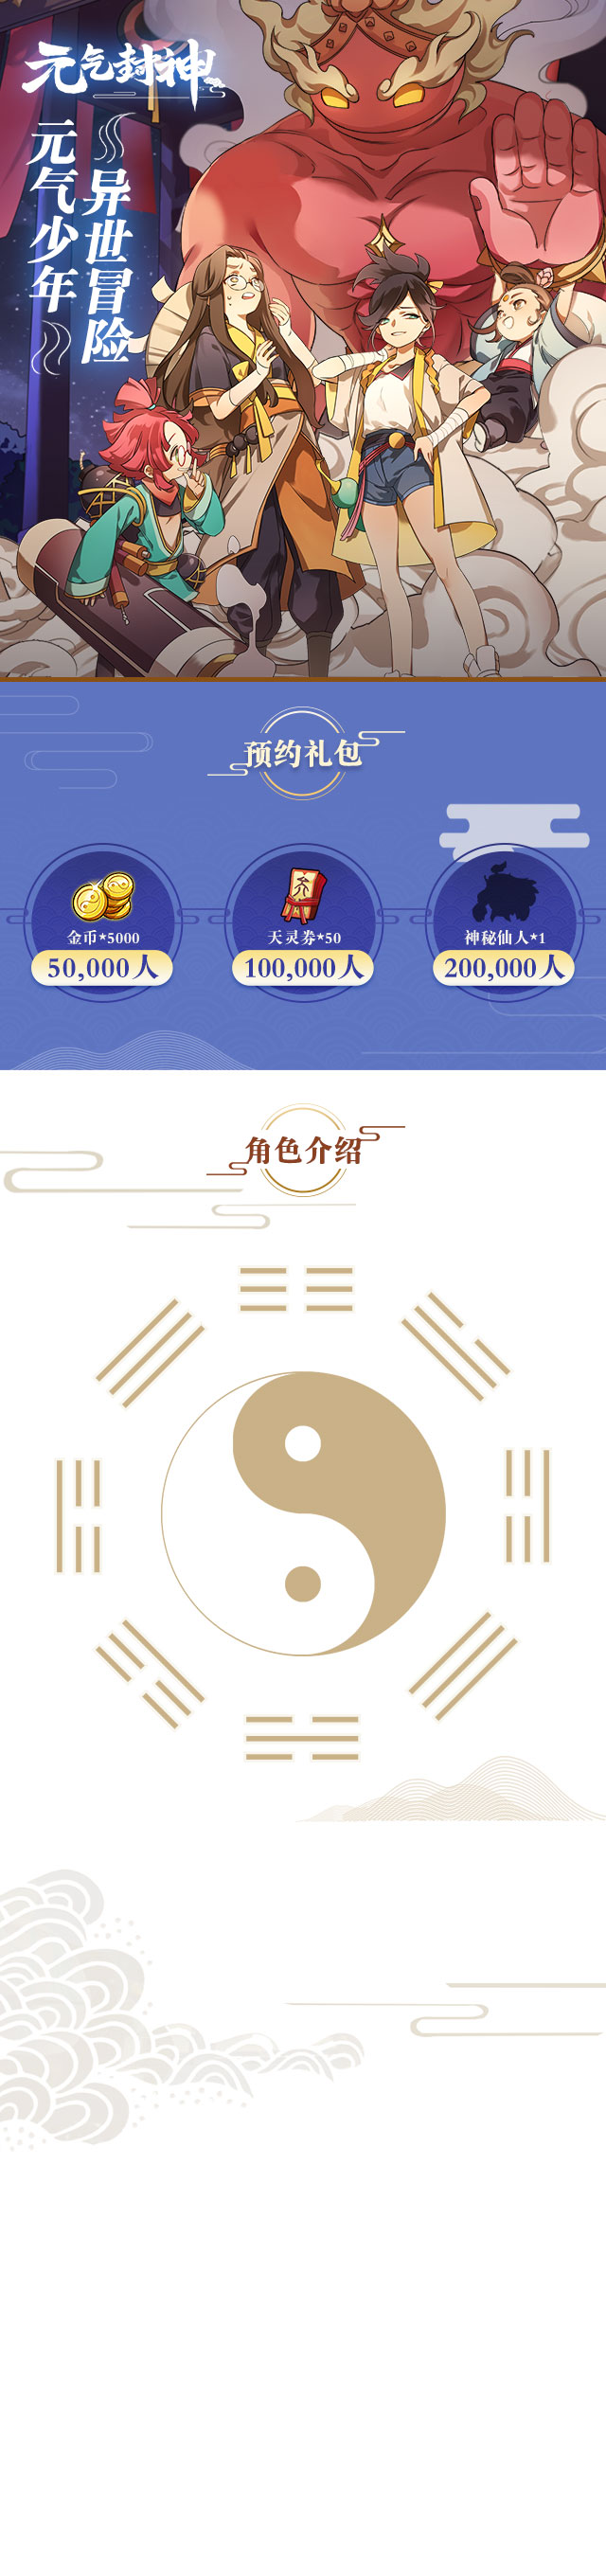 元气封神
元气少年
异世冒险
预约礼包
金币*5000
天灵券*50
神秘仙人*1
50,000人
100,000人
200,000人
角色介绍